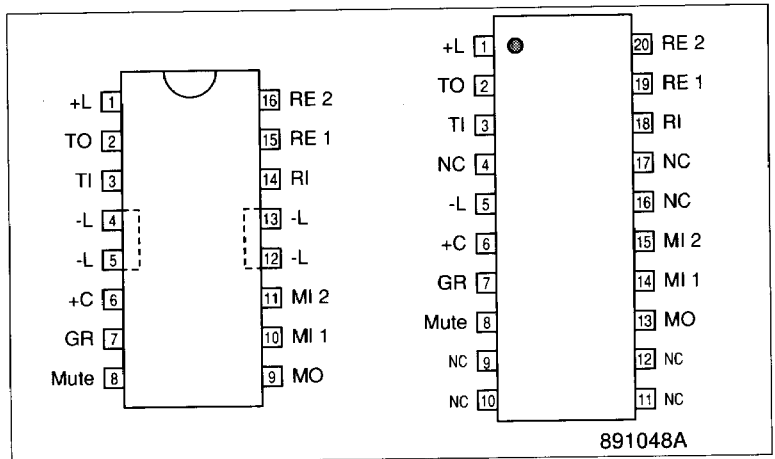 +L 1 16 RE 2
TO 2 15 RE 1
TI 3 14 RI
-L 4 13 -L
-L 5 12 -L
+C 6 11 MI 2
GR 7 10 MI 1
Mute 8 9 MO
+L 1 20 RE 2
TO 2 19 RE 1
TI 3 18 RI
NC 4 17 NC
-L 5 16 NC
+C 6 15 MI 2
GR 7 14 MI 1
Mute 8 13 MO
NC 9 12 NC
NC 10 11 NC
891048A